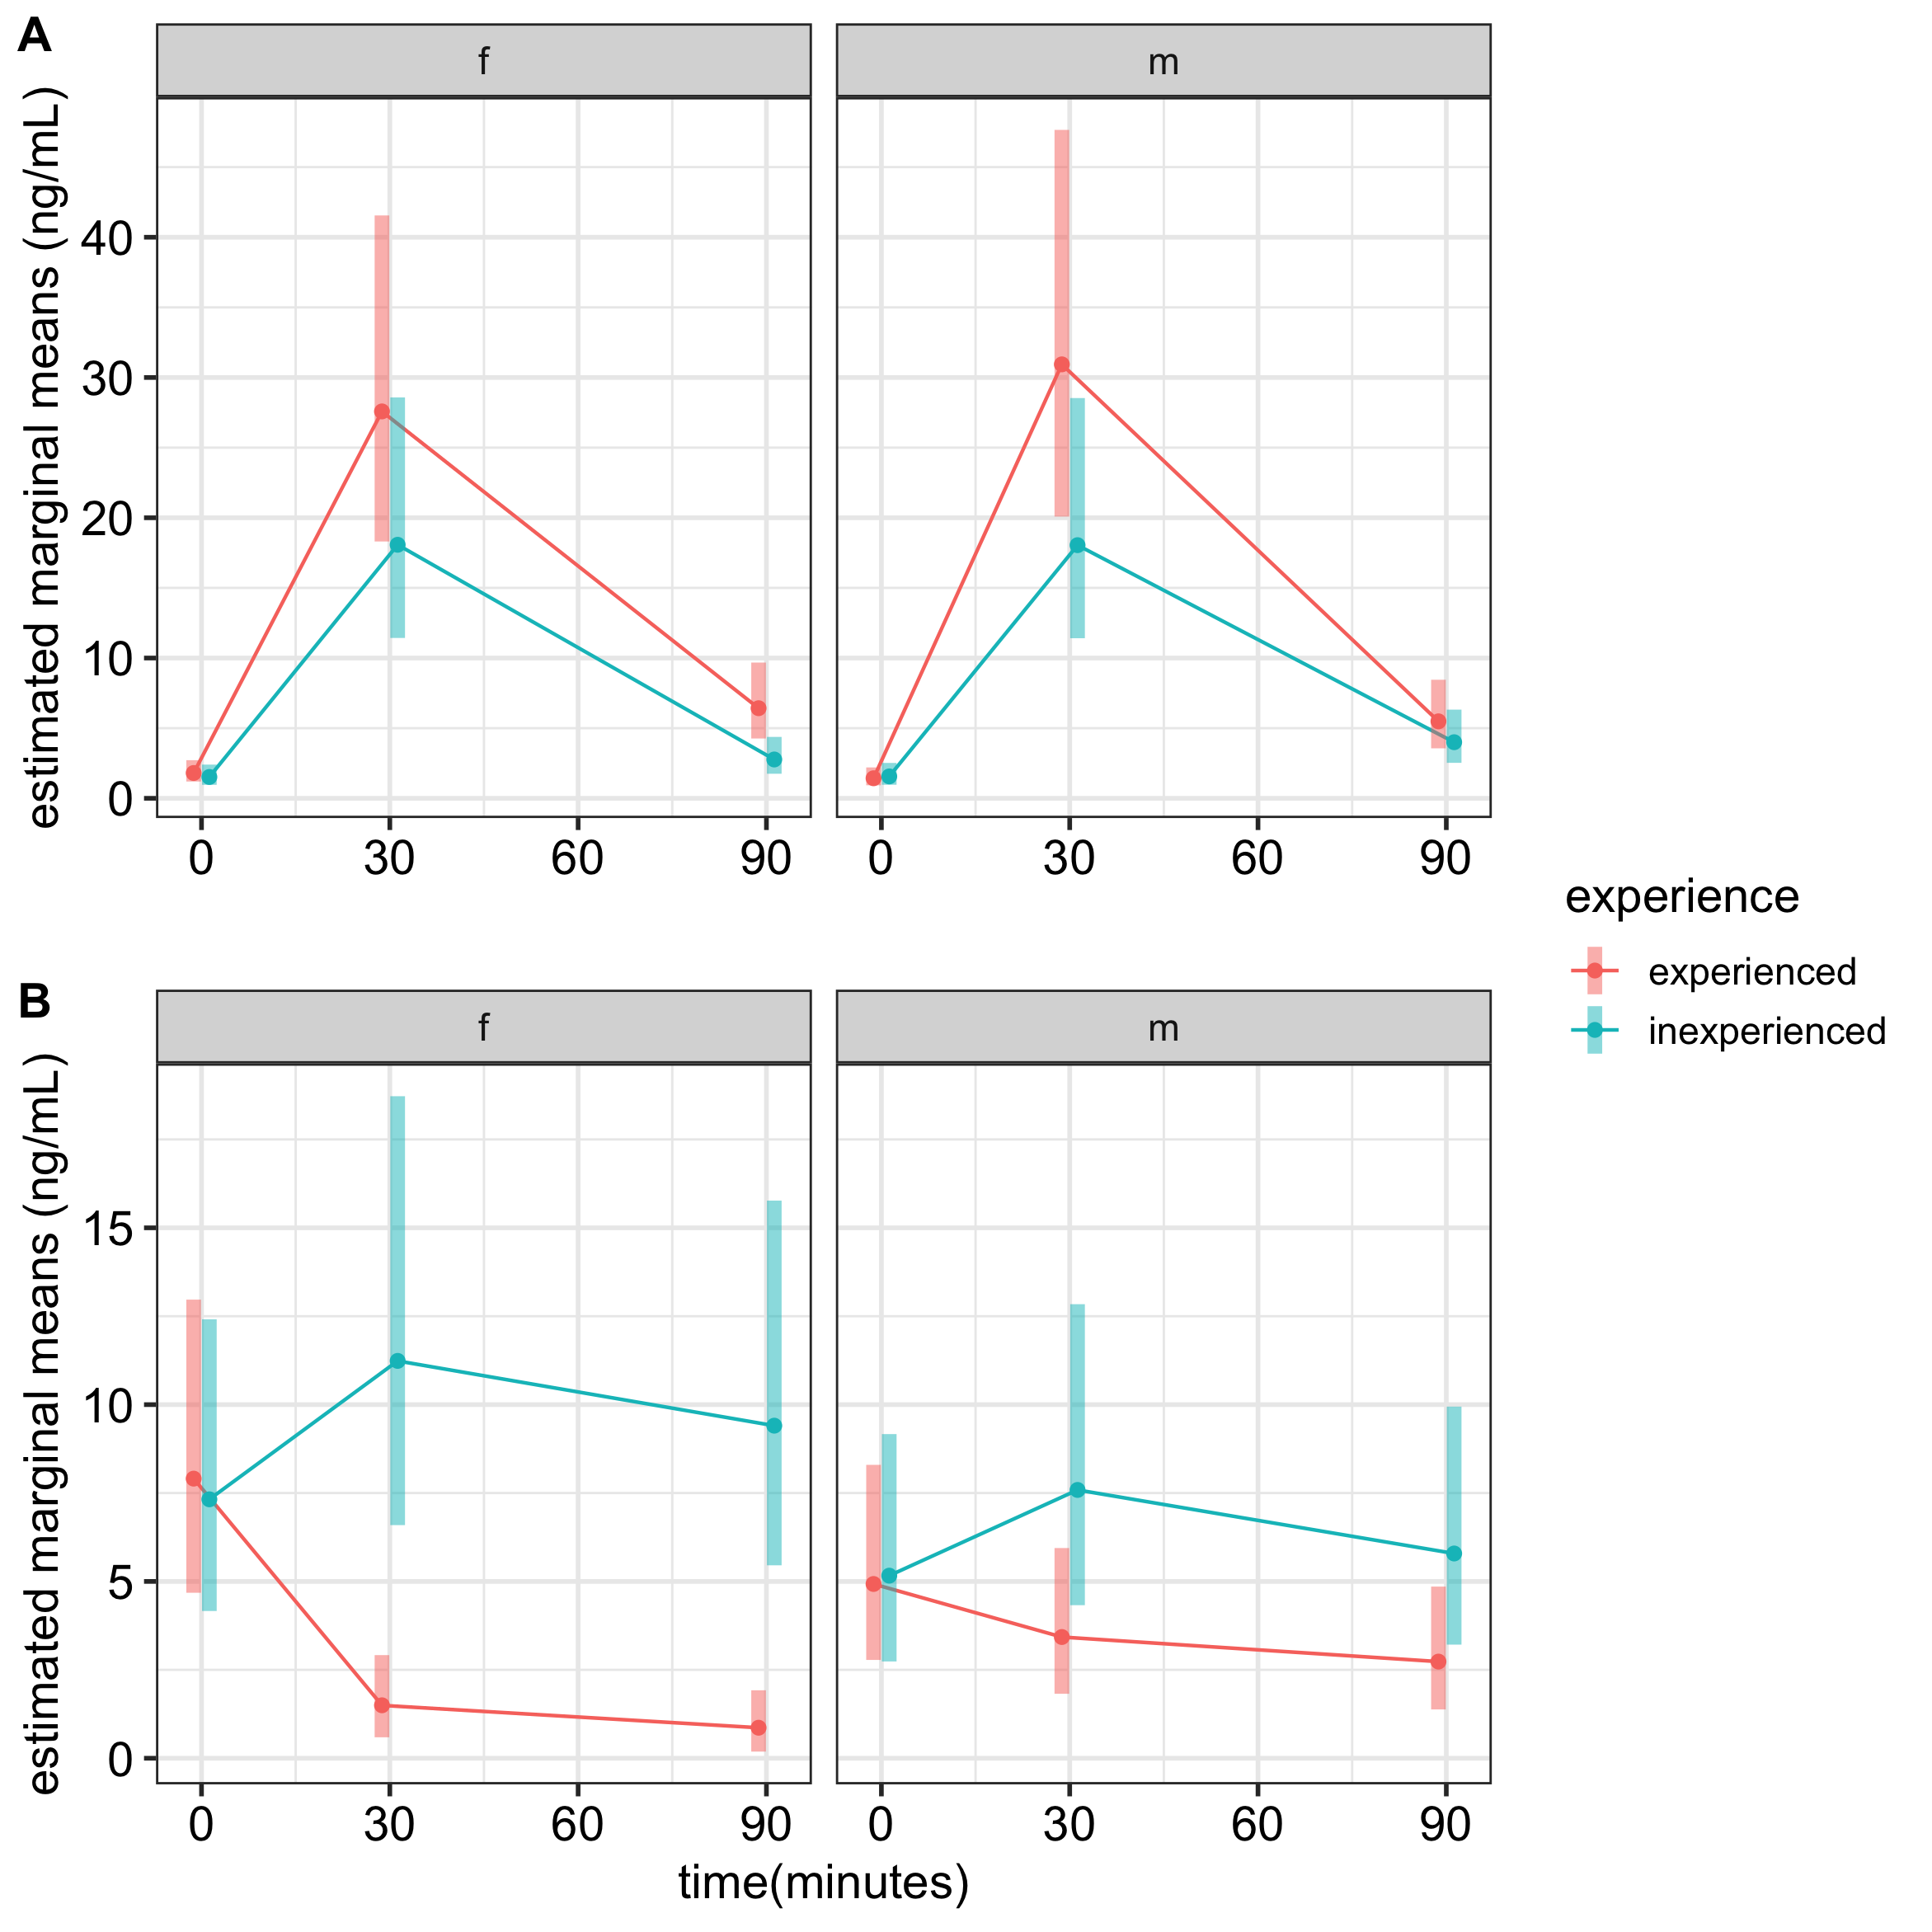 A
f
m
estimated marginal means (ng/mL)
40
30
20
10
0
0 30 60 90
0 30 60 90
experience
experienced
inexperienced
B
f
m
estimated marginal means (ng/mL)
15
10
5
0
0 30 60 90
0 30 60 90
time(minutes)